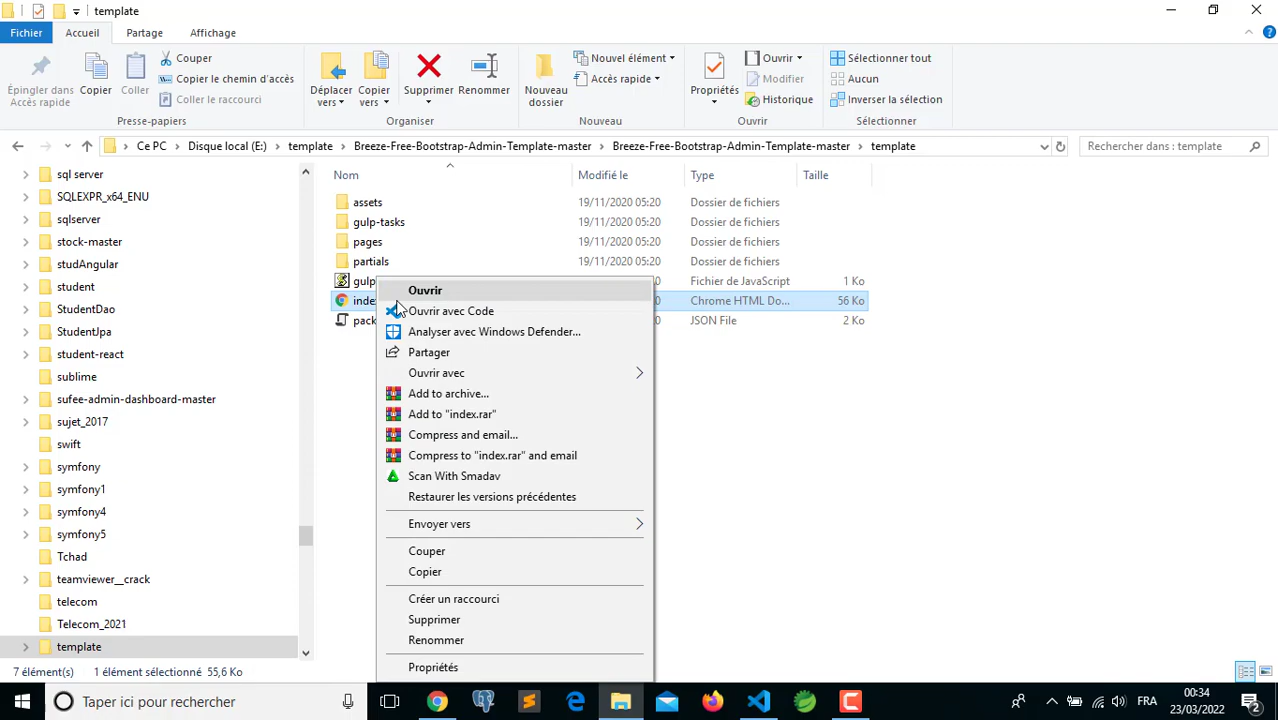 template
Fichier
Accueil
Partage
Affichage
Épingler dans
Accès rapide
Copier
Coller
Couper
Copier le chemin d'accès
Coller le raccourci
Presse-papiers
Déplacer
vers
Copier
vers
Supprimer
Renommer
Organiser
Nouveau
dossier
Nouvel élément
Accès rapide
Nouveau
Propriétés
Ouvrir
Modifier
Historique
Ouvrir
Sélectionner tout
Aucun
Inverser la sélection
Sélectionner
Ce PC
Disque local (E:)
template
Breeze-Free-Bootstrap-Admin-Template-master
Breeze-Free-Bootstrap-Admin-Template-master
template
Rechercher dans : template
sql server
SQLEXPR_x64_ENU
sqlserver
stock-master
studAngular
student
StudentDao
StudentJpa
student-react
sublime
sufee-admin-dashboard-master
sujet_2017
swift
symfony
symfony1
symfony4
symfony5
Tchad
teamviewer__crack
telecom
Telecom_2021
template
Nom Modifié le Type Taille
assets 19/11/2020 05:20 Dossier de fichiers
gulp-tasks 19/11/2020 05:20 Dossier de fichiers
pages 19/11/2020 05:20 Dossier de fichiers
partials 19/11/2020 05:20 Dossier de fichiers
gulp 0 Fichier de JavaScript 1 Ko
index 0 Chrome HTML Do... 56 Ko
pack 0 JSON File 2 Ko
Ouvrir
Ouvrir avec Code
Analyser avec Windows Defender...
Partager
Ouvrir avec
Add to archive...
Add to "index.rar"
Compress and email...
Compress to "index.rar" and email
Scan With Smadav
Restaurer les versions précédentes
Envoyer vers
Couper
Copier
Créer un raccourci
Supprimer
Renommer
Propriétés
7 élément(s) 1 élément sélectionné 55,6 Ko
Taper ici pour rechercher
FRA
00:34
23/03/2022
2